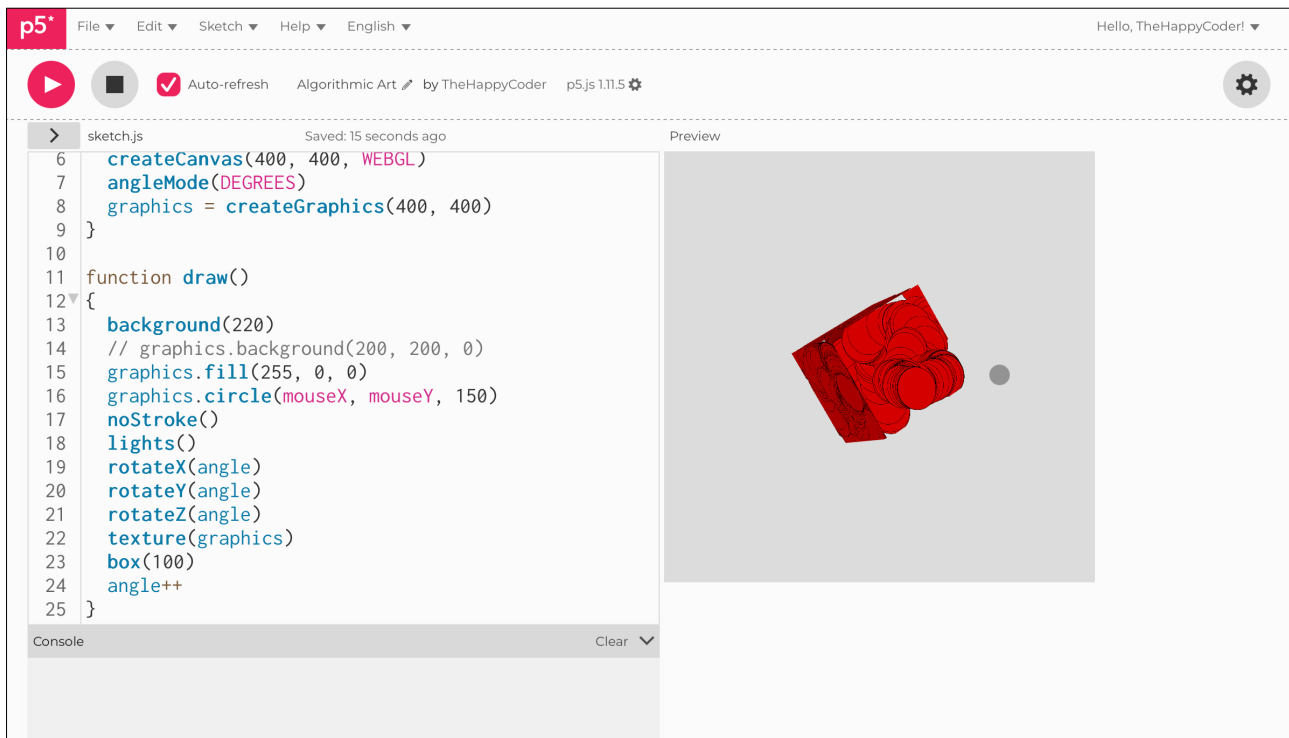 p5* File Edit Sketch Help English Hello, TheHappyCoder!
Auto-refresh Algorithmic Art by TheHappyCoder p5.js 1.11.5
sketch.js Saved: 15 seconds ago Preview
6 createCanvas(400, 400, WEBGL)
7 angleMode(DEGREES)
8 graphics = createGraphics(400, 400)
9 }
10
11 function draw()
12 {
13 background(220)
14 // graphics.background(200, 200, 0)
15 graphics.fill(255, 0, 0)
16 graphics.circle(mouseX, mouseY, 150)
17 noStroke()
18 lights()
19 rotateX(angle)
20 rotateY(angle)
21 rotateZ(angle)
22 texture(graphics)
23 box(100)
24 angle++
25 }
Console Clear